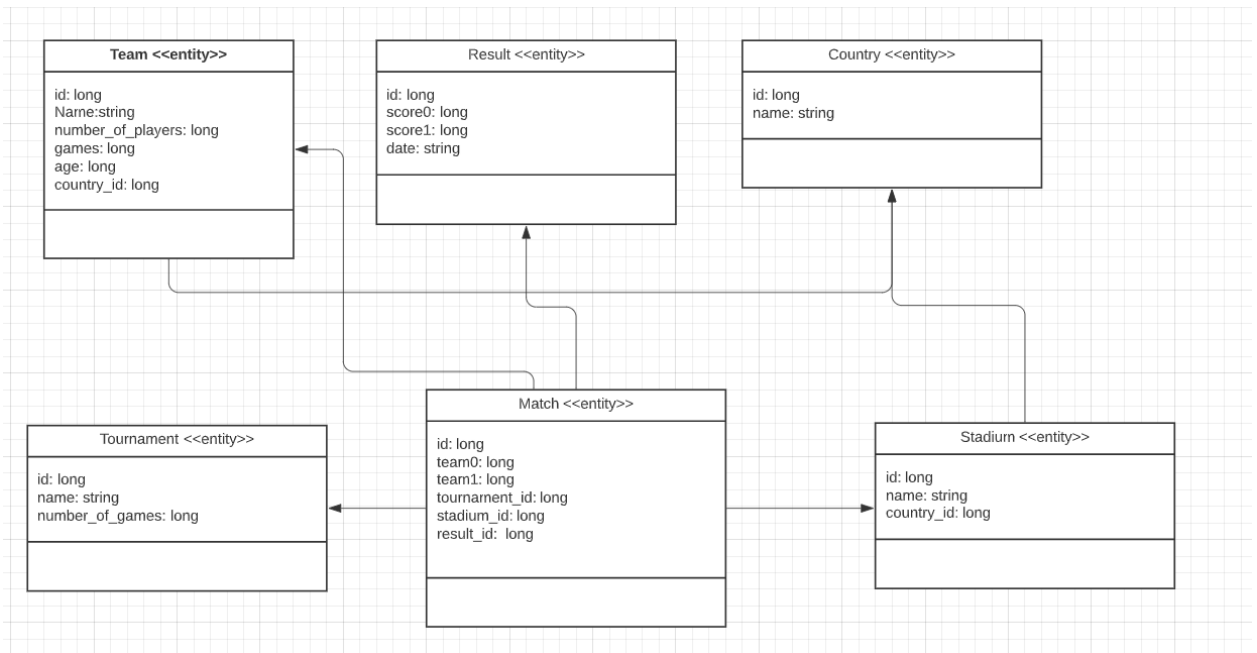 Team <<entity>>
id: long
Name:string
number_of_players: long
games: long
age: long
country_id: long
Result <<entity>>
id: long
score0: long
score1: long
date: string
Country <<entity>>
id: long
name: string
Tournament <<entity>>
id: long
name: string
number_of_games: long
Match <<entity>>
id: long
team0: long
team1: long
tournament_id: long
stadium_id: long
result_id:  long
Stadium <<entity>>
id: long
name: string
country_id: long